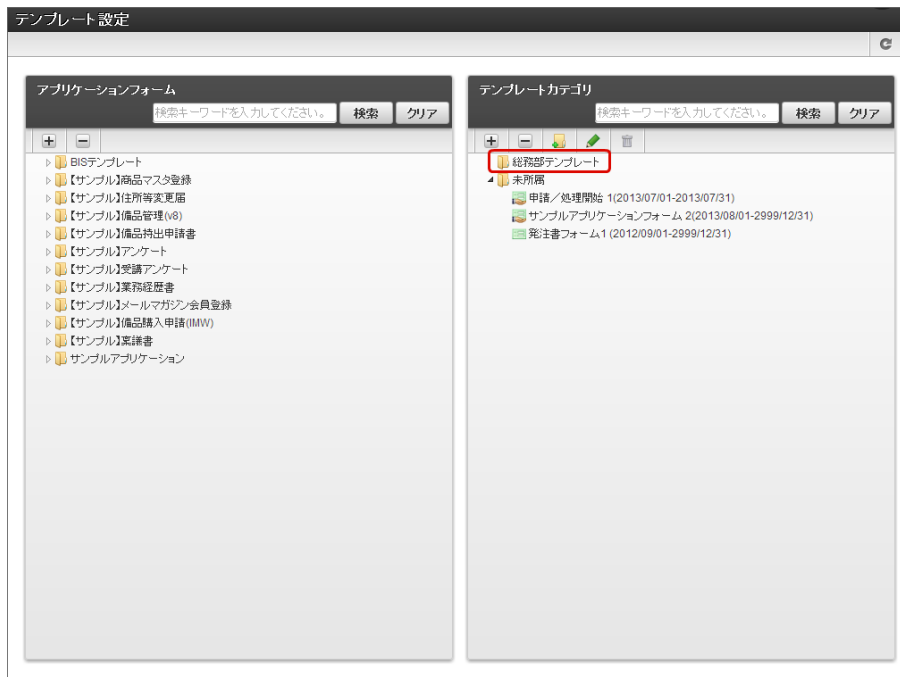 テンプレート設定
アプリケーションフォーム
検索キーワードを入力してください。 検索 クリア
BISテンプレート
【サンプル】商品マスタ登録
【サンプル】住所等変更届
【サンプル】備品管理(v8)
【サンプル】備品持出申請書
【サンプル】アンケート
【サンプル】受講アンケート
【サンプル】業務経歴書
【サンプル】メールマガジン会員登録
【サンプル】備品購入申請(IMW)
【サンプル】稟議書
サンプルアプリケーション
テンプレートカテゴリ
検索キーワードを入力してください。 検索 クリア
総務部テンプレート
未所属
申請／処理開始 1(2013/07/01-2013/07/31)
サンプルアプリケーションフォーム 2(2013/08/01-2999/12/31)
発注書フォーム1 (2012/09/01-2999/12/31)